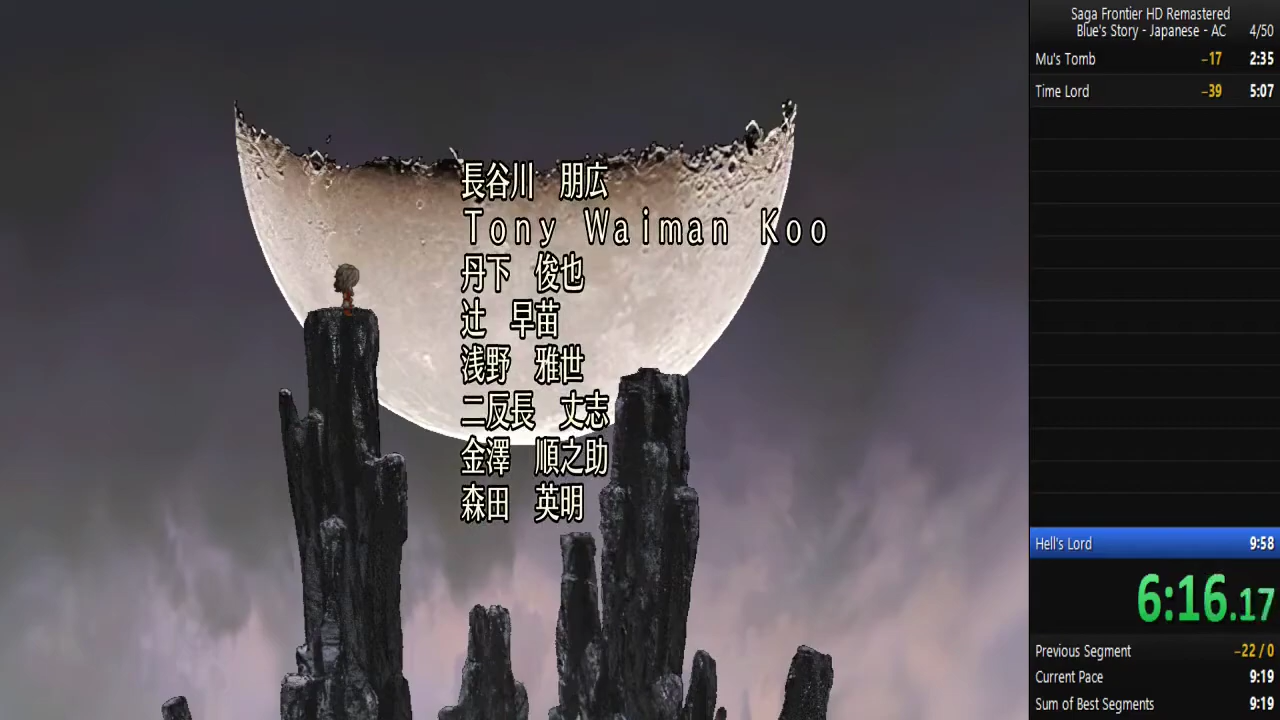 長谷川 朋広
Tony Waiman Koo
丹下 俊也
辻 早苗
浅野 雅世
二反長 丈志
金澤 順之助
森田 英明
Saga Frontier HD Remastered
Blue's Story - Japanese - AC 4/50
Mu's Tomb -17 2:35
Time Lord -39 5:07
Hell's Lord 9:58
6:16.17
Previous Segment -22 / 0
Current Pace 9:19
Sum of Best Segments 9:19